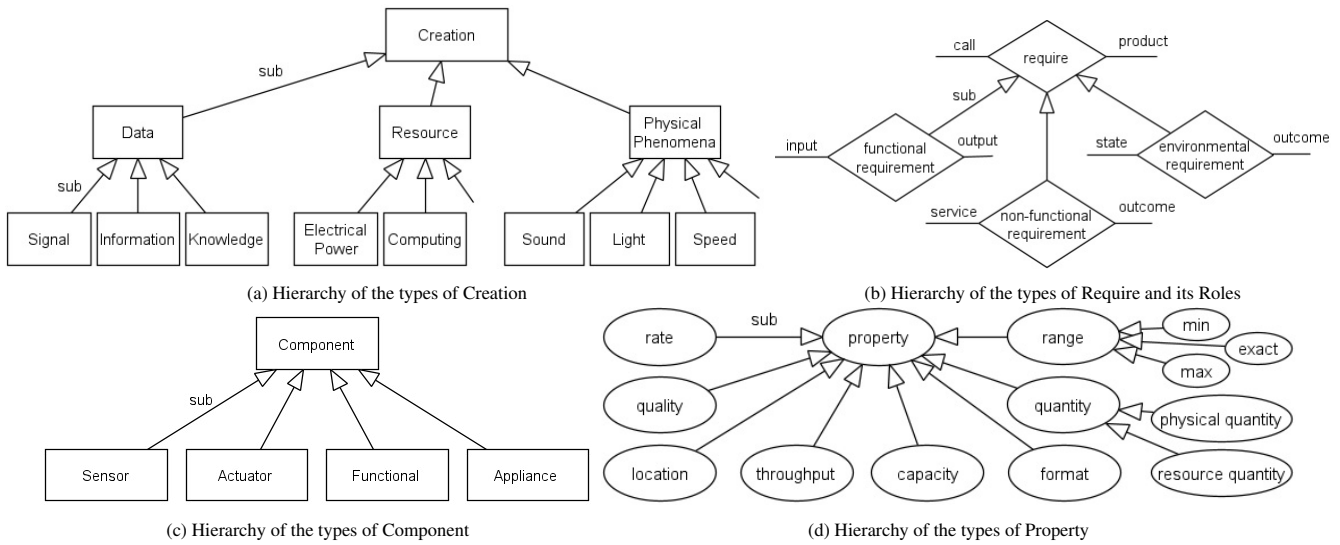 Creation
sub
Data
Resource
Physical
Phenomena
sub
Signal
Information
Knowledge
Electrical
Power
Computing
Sound
Light
Speed
(a) Hierarchy of the types of Creation
call
require
product
sub
input
functional
requirement
output
state
environmental
requirement
outcome
service
non-functional
requirement
outcome
(b) Hierarchy of the types of Require and its Roles
Component
sub
Sensor
Actuator
Functional
Appliance
(c) Hierarchy of the types of Component
rate
sub
property
range
min
exact
max
quality
quantity
physical quantity
location
throughput
capacity
format
resource quantity
(d) Hierarchy of the types of Property